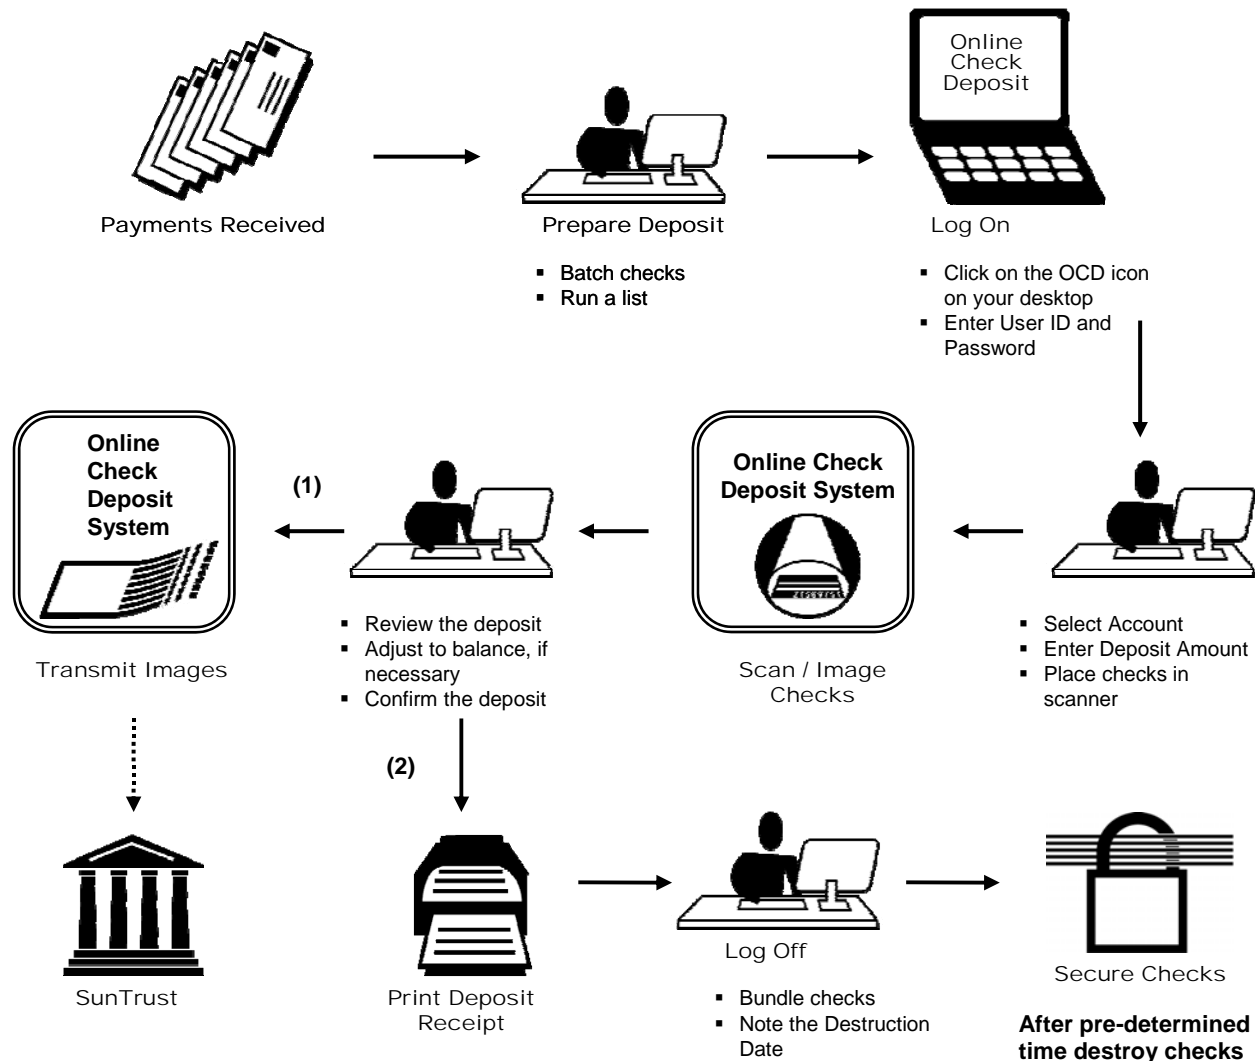 Online
Check
Deposit
Payments Received
Prepare Deposit
▪ Batch checks
▪ Run a list
Log On
▪ Click on the OCD icon
on your desktop
▪ Enter User ID and
Password
▪ Select Account
▪ Enter Deposit Amount
▪ Place checks in
scanner
Online Check
Deposit System
Scan / Image
Checks
▪ Review the deposit
▪ Adjust to balance, if
necessary
▪ Confirm the deposit
(1)
Online
Check
Deposit
System
Transmit Images
SunTrust
(2)
Print Deposit
Receipt
Log Off
▪ Bundle checks
▪ Note the Destruction
Date
Secure Checks
After pre-determined
time destroy checks